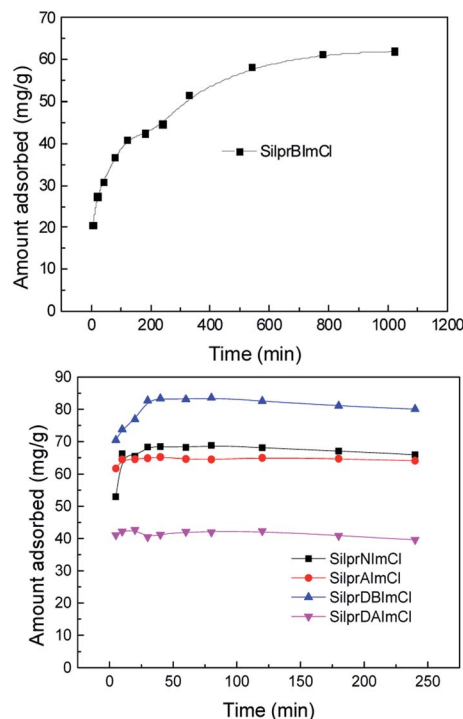 70
60
50
40
30
20
10
0
Amount adsorbed (mg/g)
SilprBImCl
0 200 400 600 800 1000 1200
Time (min)
90
80
70
60
50
40
30
20
10
0
Amount adsorbed (mg/g)
SilprNImCl
SilprAImCl
SilprDBImCl
SilprDAImCl
0 50 100 150 200 250
Time (min)